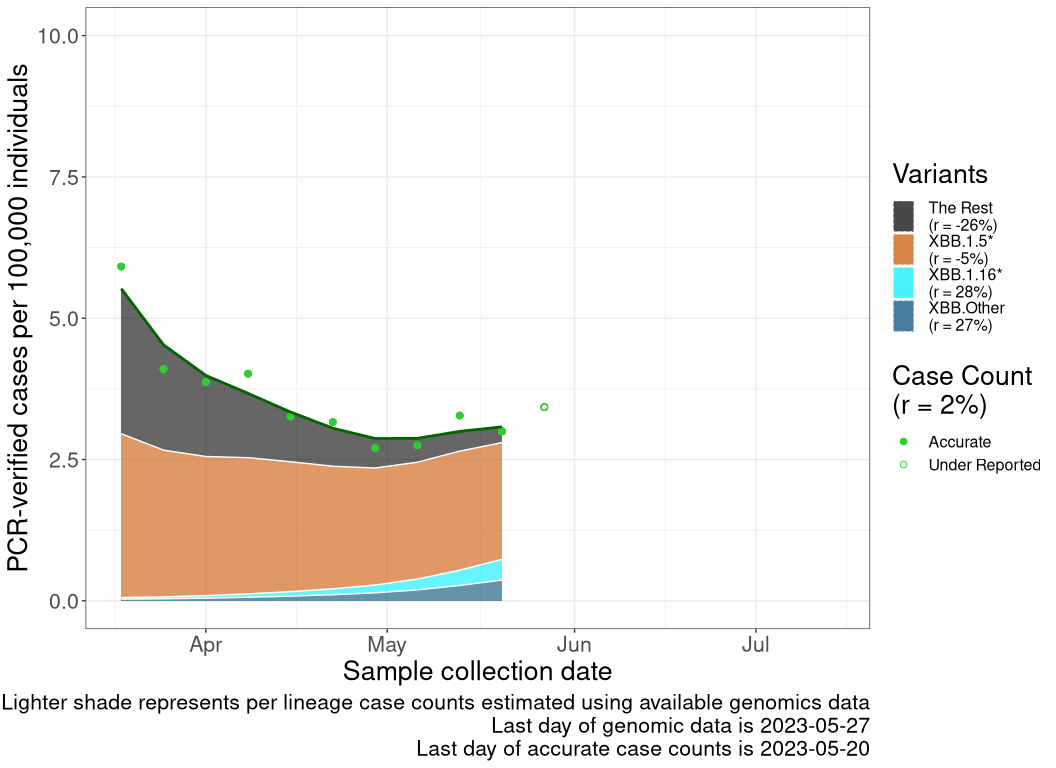 PCR-verified cases per 100,000 individuals
10.0
7.5
5.0
2.5
0.0
Apr
May
Jun
Jul
Sample collection date
Variants
The Rest
(r = -26%)
XBB.1.5*
(r = -5%)
XBB.1.16*
(r = 28%)
XBB.Other
(r = 27%)
Case Count
(r = 2%)
Accurate
Under Reported
Lighter shade represents per lineage case counts estimated using available genomics data
Last day of genomic data is 2023-05-27
Last day of accurate case counts is 2023-05-20